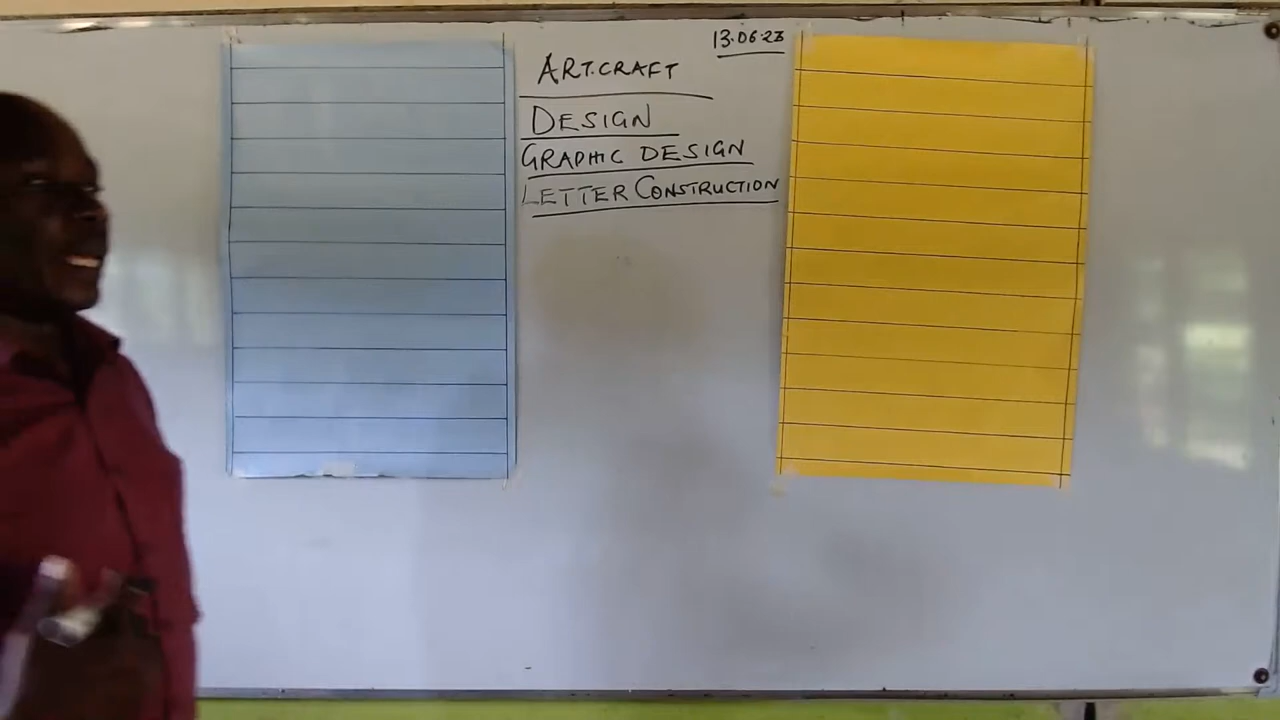 13.06.23
ART.CRAFT
DESIGN
GRAPHIC DESIGN
LETTER CONSTRUCTION